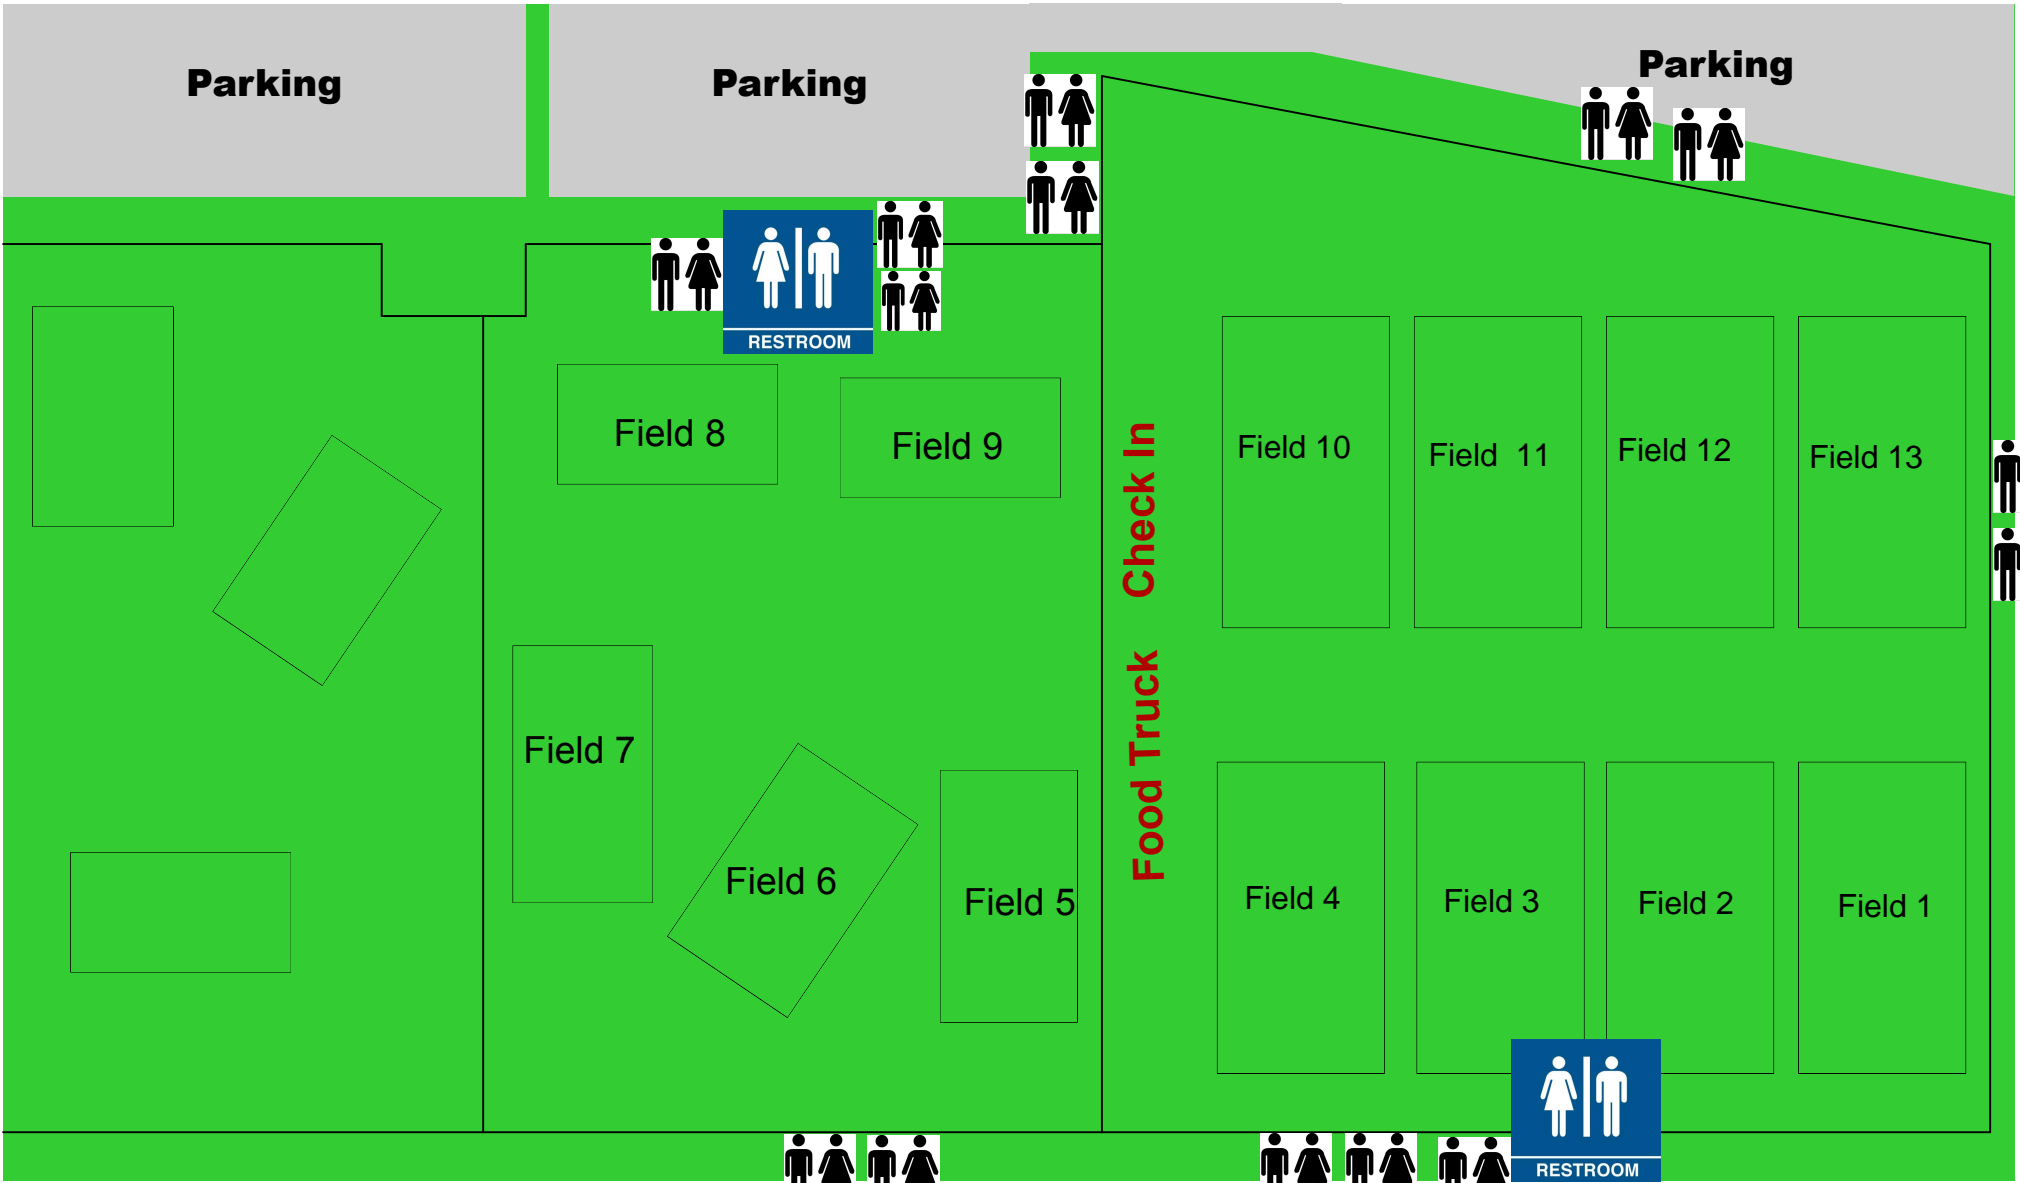 Parking
Parking
Parking
RESTROOM
Field 8
Field 9
Check In
Field 10
Field  11
Field 12
Field 13
Food Truck
Field 7
Field 6
Field 5
Field 4
Field 3
Field 2
Field 1
RESTROOM